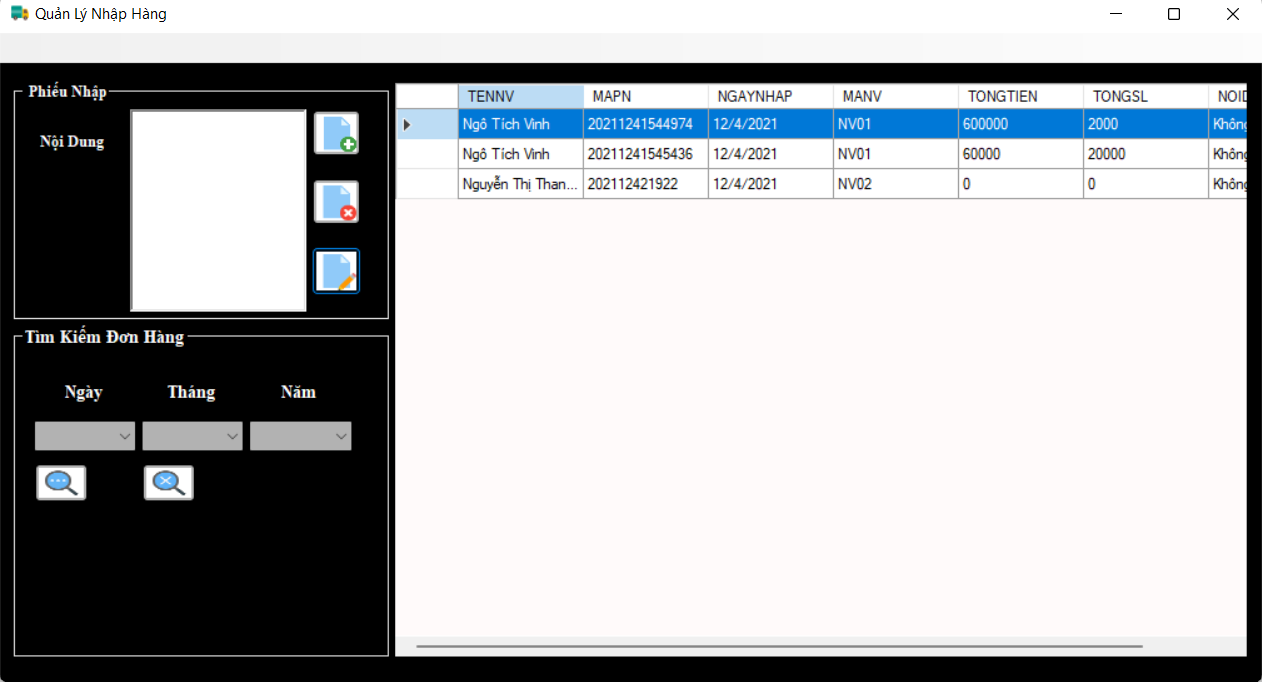 Quản Lý Nhập Hàng
Phiếu Nhập
Nội Dung
Tìm Kiếm Đơn Hàng
Ngày Tháng Năm
TENNV MAPN NGAYNHAP MANV TONGTIEN TONGSL
Ngô Tích Vinh 20211241544974 12/4/2021 NV01 600000 2000 Không
Ngô Tích Vinh 20211241545436 12/4/2021 NV01 60000 20000 Không
Nguyễn Thị Than... 202112421922 12/4/2021 NV02 0 0 Không